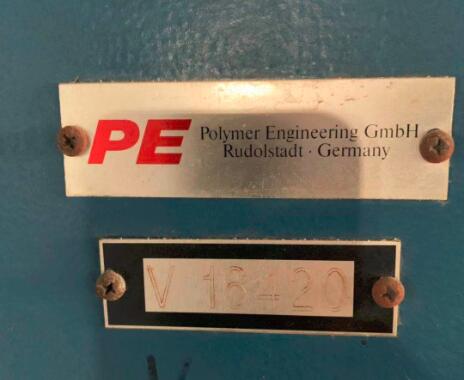 PE
Polymer Engineering GmbH
Rudolstadt · Germany
V 16420